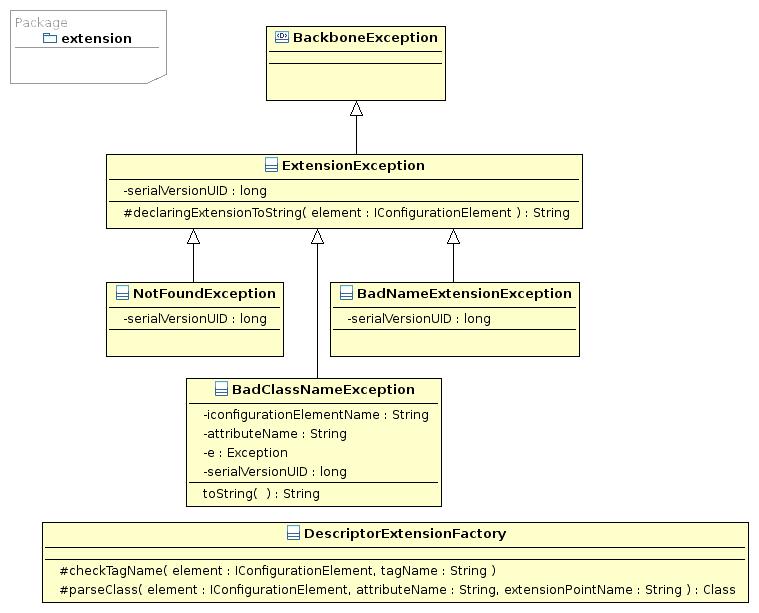 Package
extension
BackboneException
ExtensionException
-serialVersionUID : long
#declaringExtensionToString( element : IConfigurationElement ) : String
NotFoundException
-serialVersionUID : long
BadNameExtensionException
-serialVersionUID : long
BadClassNameException
-iconfigurationElementName : String
-attributeName : String
-e : Exception
-serialVersionUID : long
toString(  ) : String
DescriptorExtensionFactory
#checkTagName( element : IConfigurationElement, tagName : String )
#parseClass( element : IConfigurationElement, attributeName : String, extensionPointName : String ) : Class